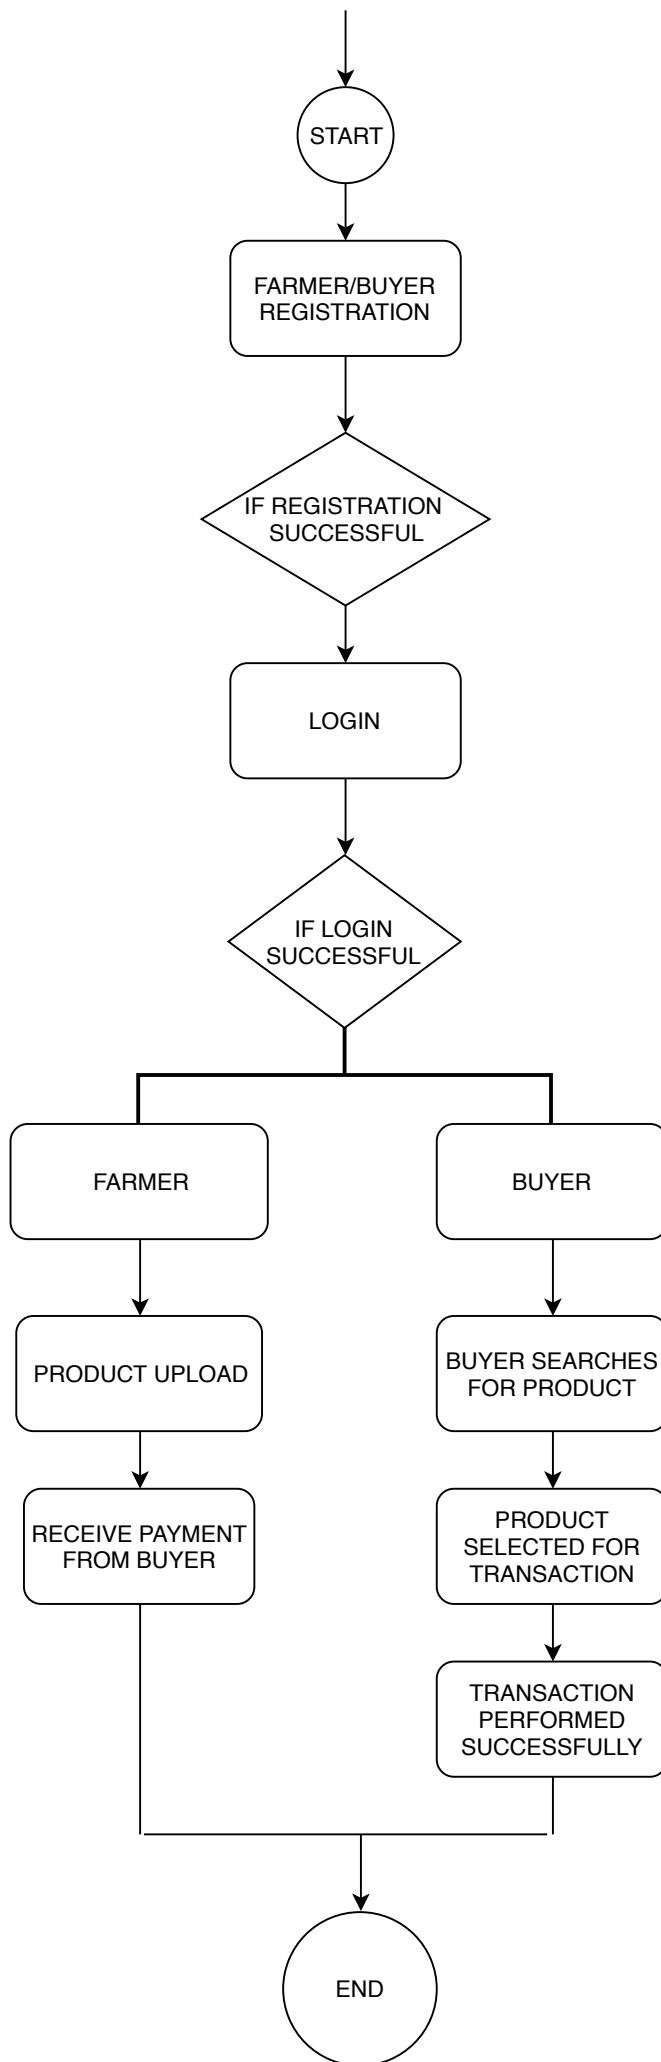 START
FARMER/BUYER
REGISTRATION
IF REGISTRATION
SUCCESSFUL
LOGIN
IF LOGIN
SUCCESSFUL
FARMER
BUYER
PRODUCT UPLOAD
BUYER SEARCHES
FOR PRODUCT
RECEIVE PAYMENT
FROM BUYER
PRODUCT
SELECTED FOR
TRANSACTION
TRANSACTION
PERFORMED
SUCCESSFULLY
END